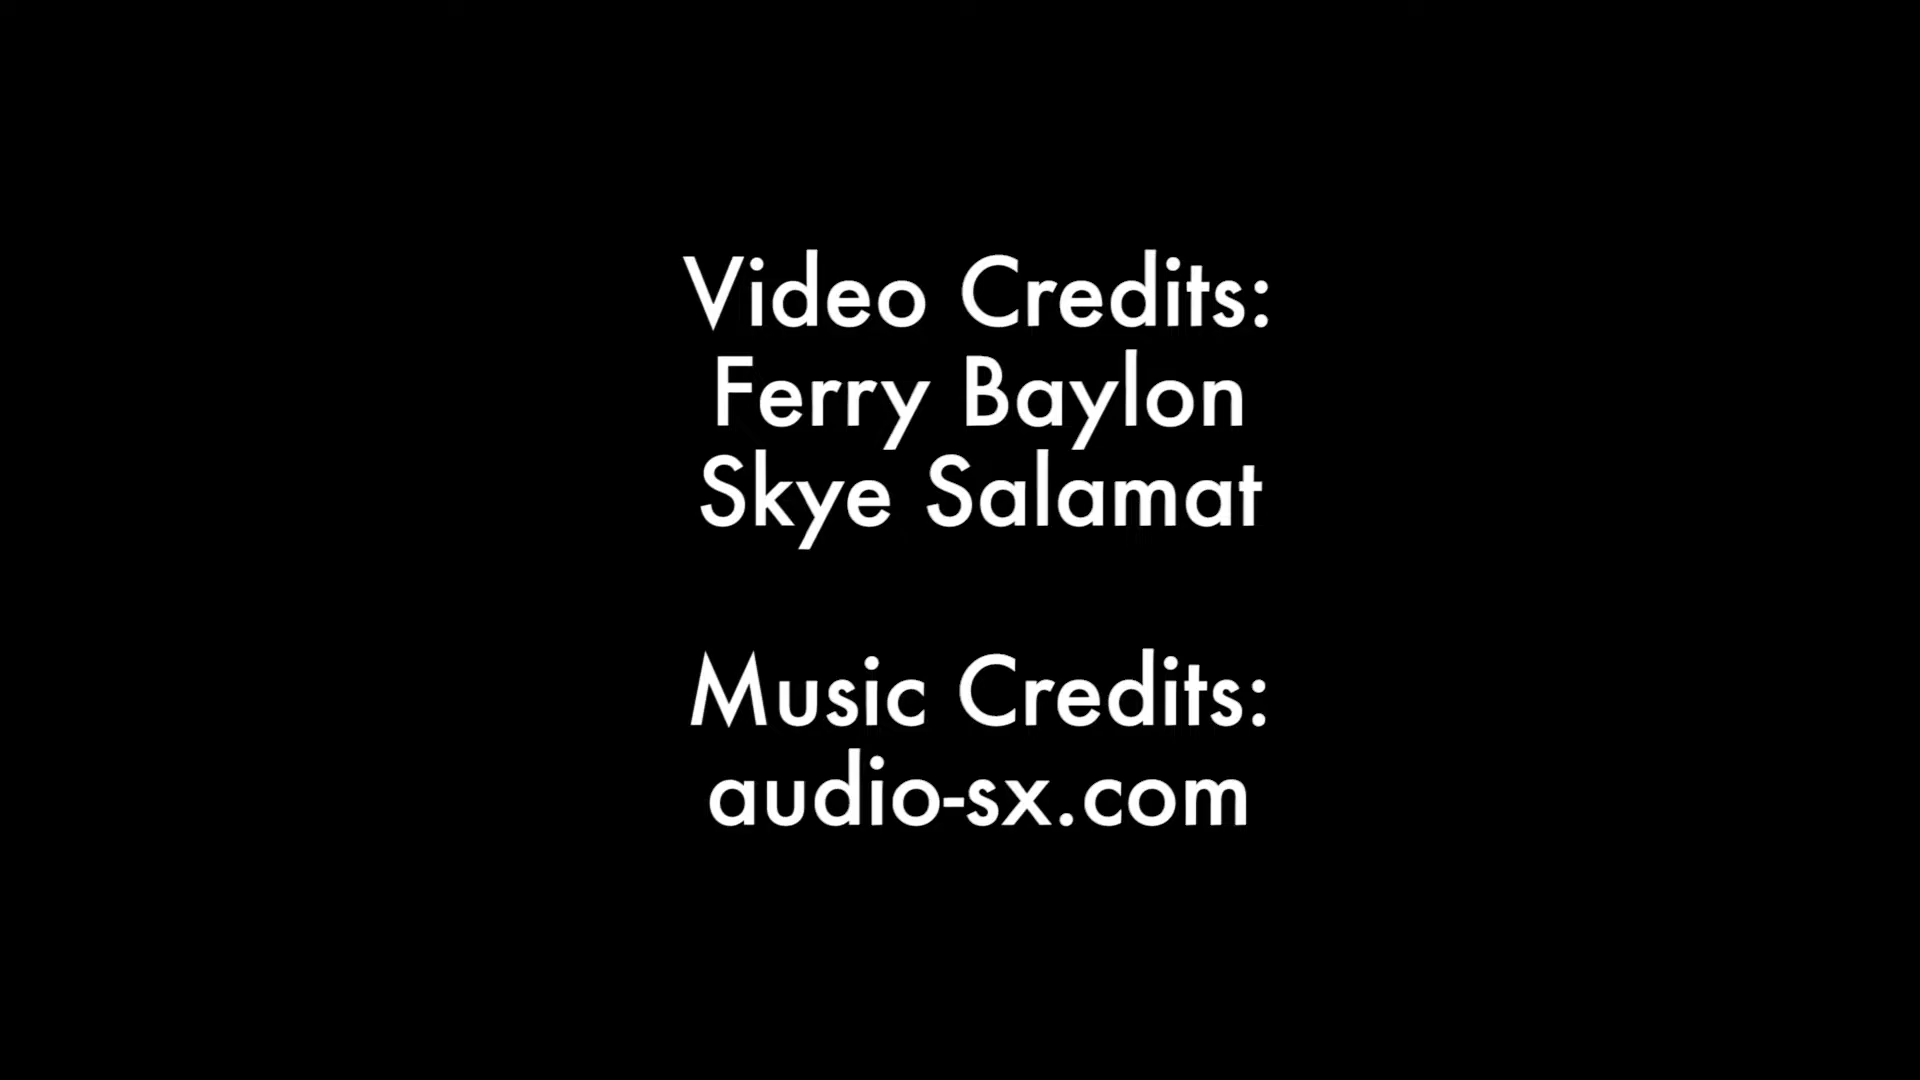 Video Credits:
Ferry Baylon
Skye Salamat
Music Credits:
audio-sx.com